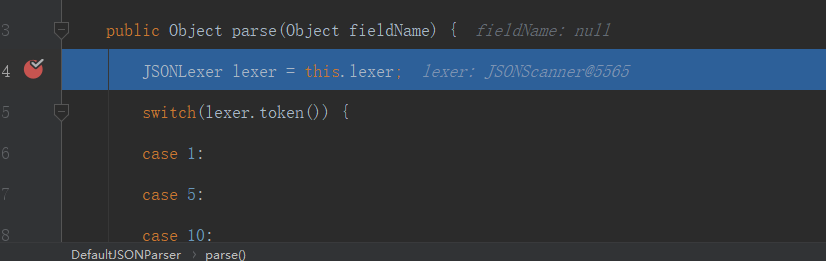 3 public Object parse(Object fieldName) { fieldName: null
4 JSONLexer lexer = this.lexer; lexer: JSONScanner@5565
5 switch(lexer.token()) {
6 case 1:
7 case 5:
8 case 10:
DefaultJSONParser › parse()